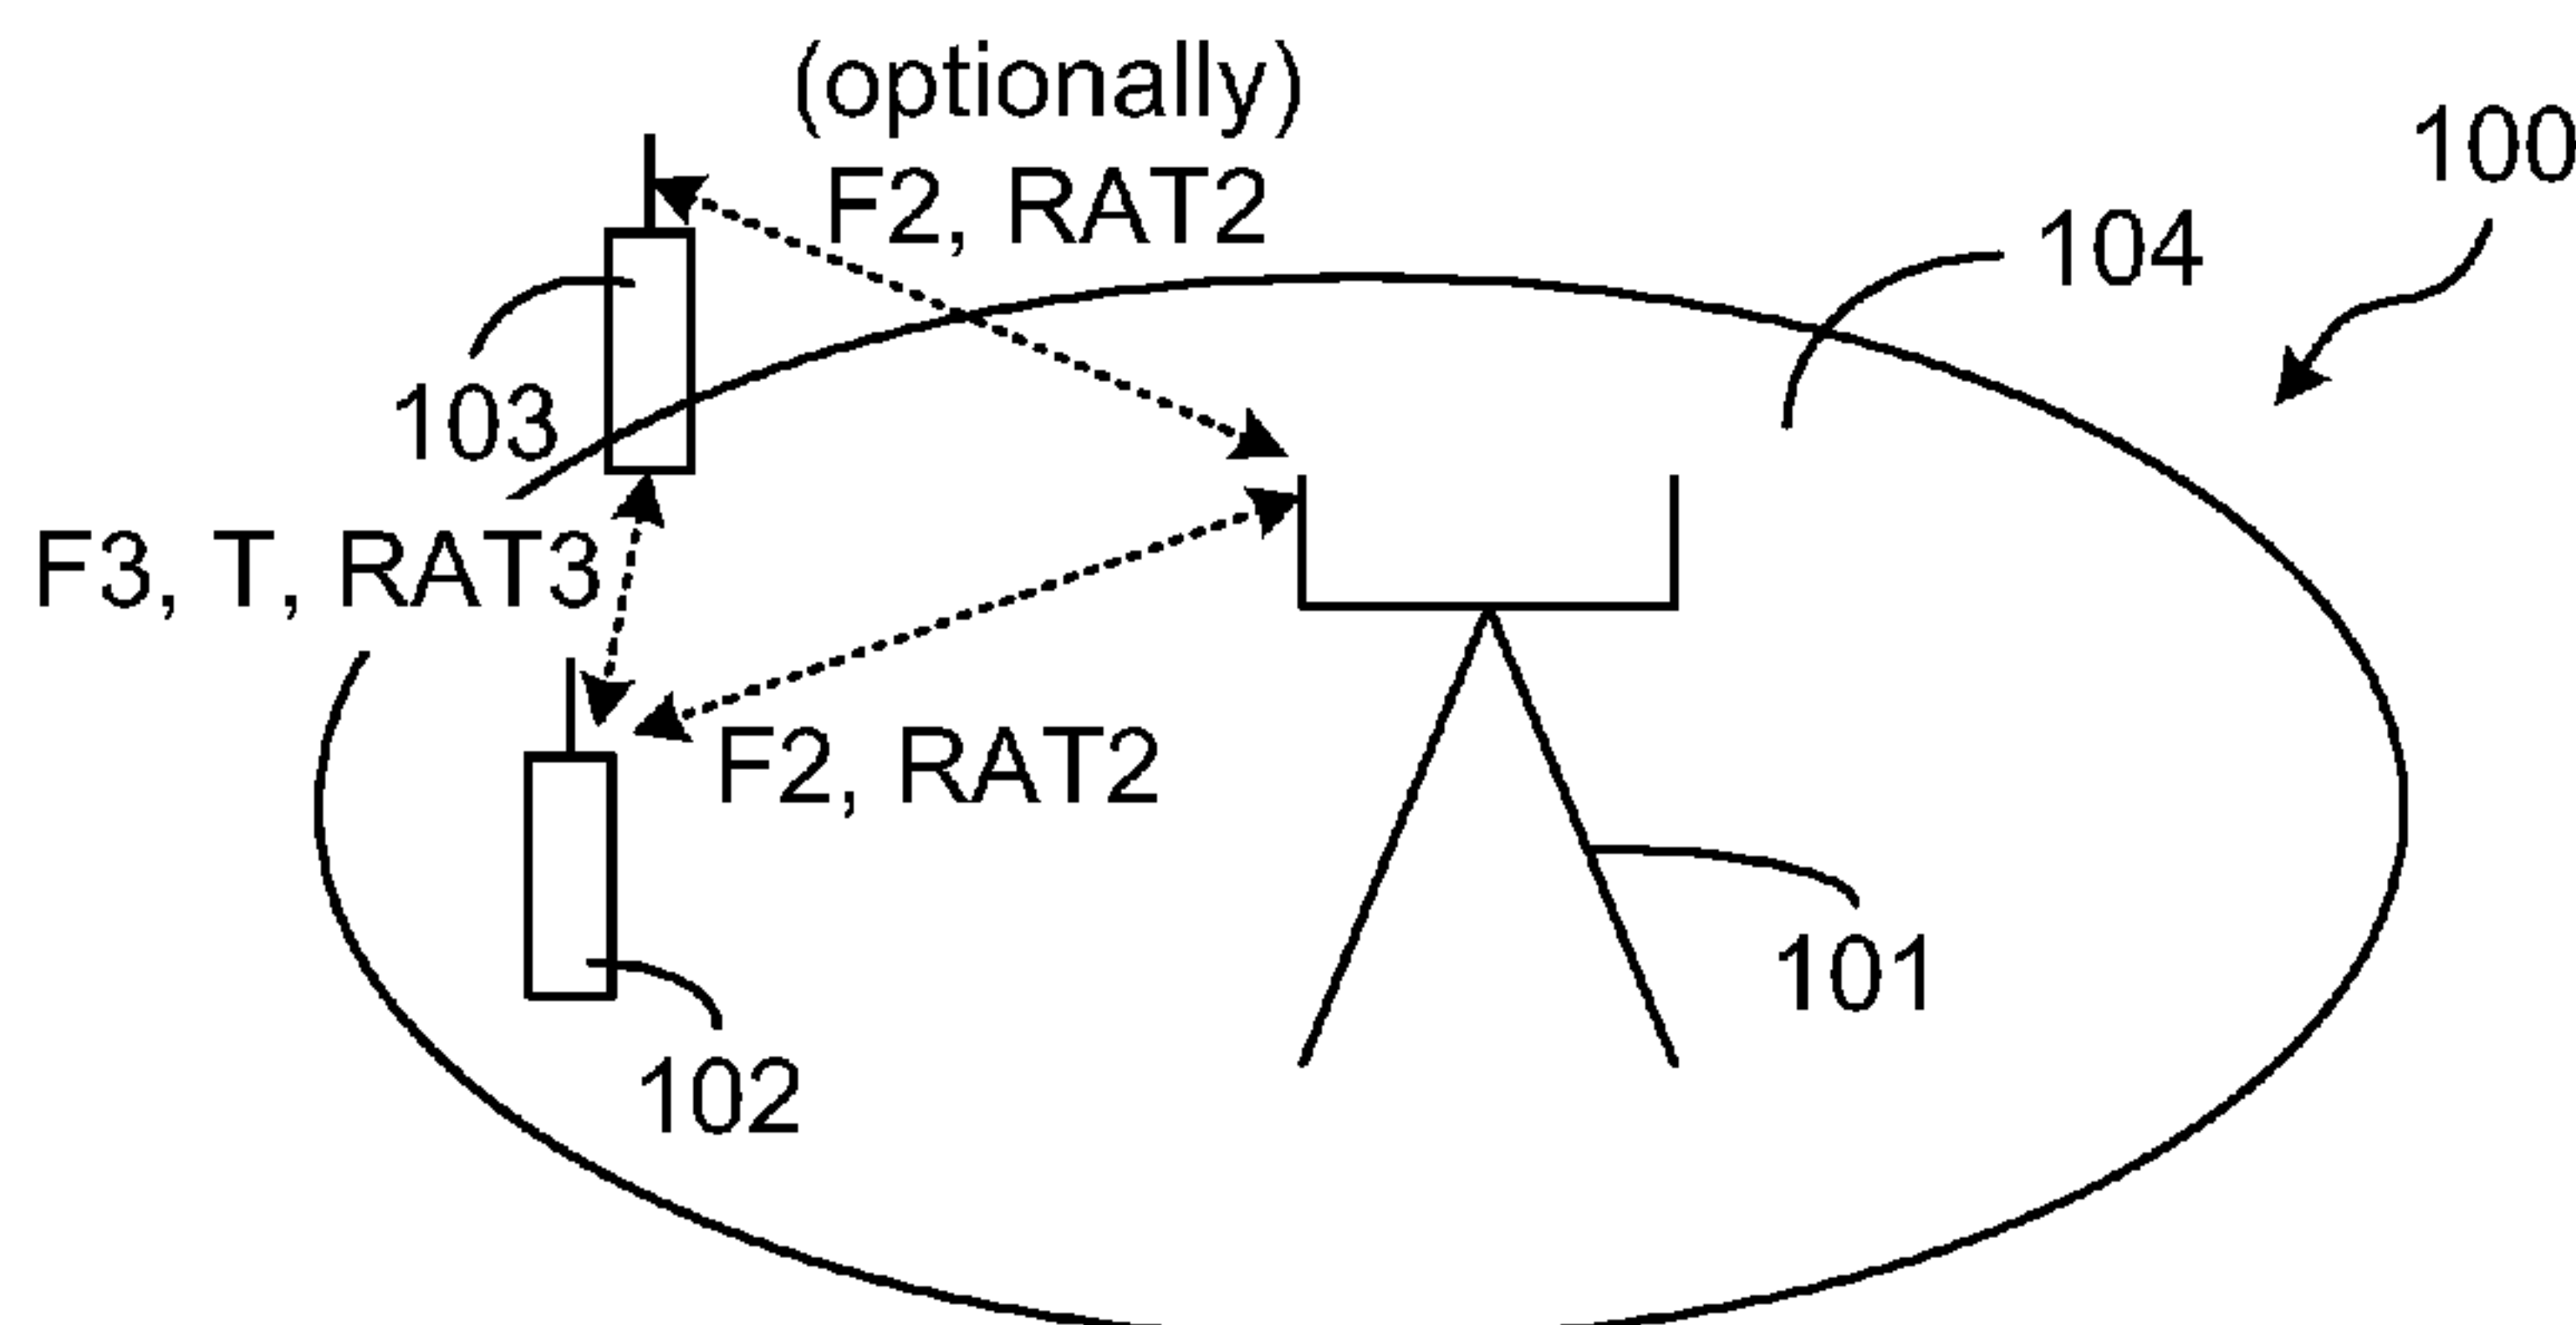 (optionally)
F2, RAT2
100
104
103
F3, T, RAT3
F2, RAT2
101
102